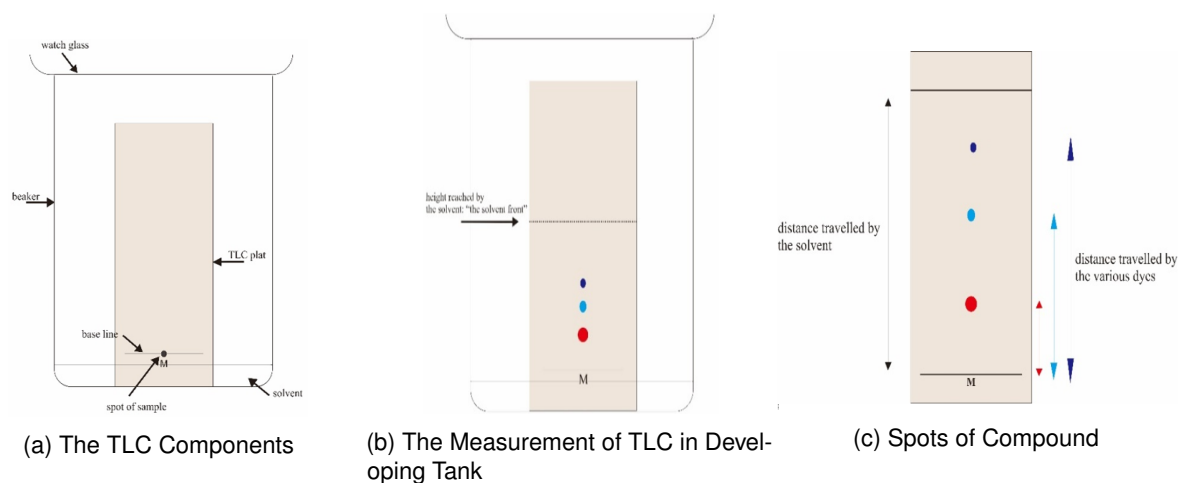 watch glass
beaker
TLC plat
base line
M
solvent
spot of sample
(a) The TLC Components
height reached by
the solvent: "the solvent front"
M
(b) The Measurement of TLC in Devel-
oping Tank
distance travelled by
the solvent
distance travelled by
the various dyes
M
(c) Spots of Compound